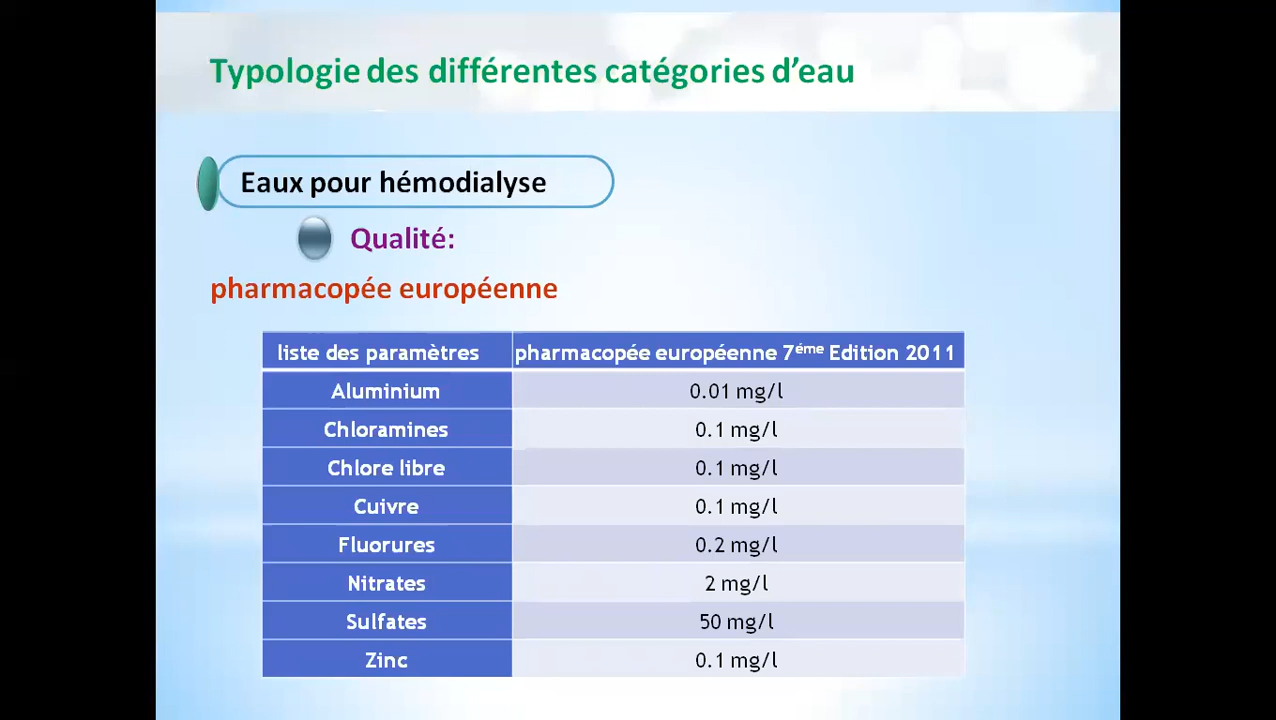 Typologie des différentes catégories d’eau
Eaux pour hémodialyse
Qualité:
pharmacopée européenne
liste des paramètres pharmacopée européenne 7éme Edition 2011
Aluminium 0.01 mg/l
Chloramines 0.1 mg/l
Chlore libre 0.1 mg/l
Cuivre 0.1 mg/l
Fluorures 0.2 mg/l
Nitrates 2 mg/l
Sulfates 50 mg/l
Zinc 0.1 mg/l